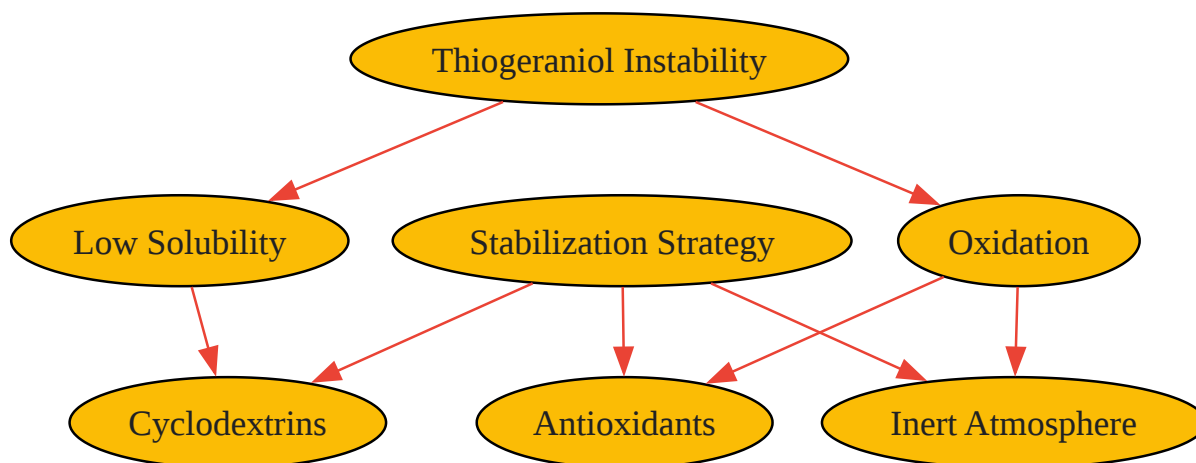 Thiogeraniol Instability
Low Solubility
Stabilization Strategy
Oxidation
Cyclodextrins
Antioxidants
Inert Atmosphere